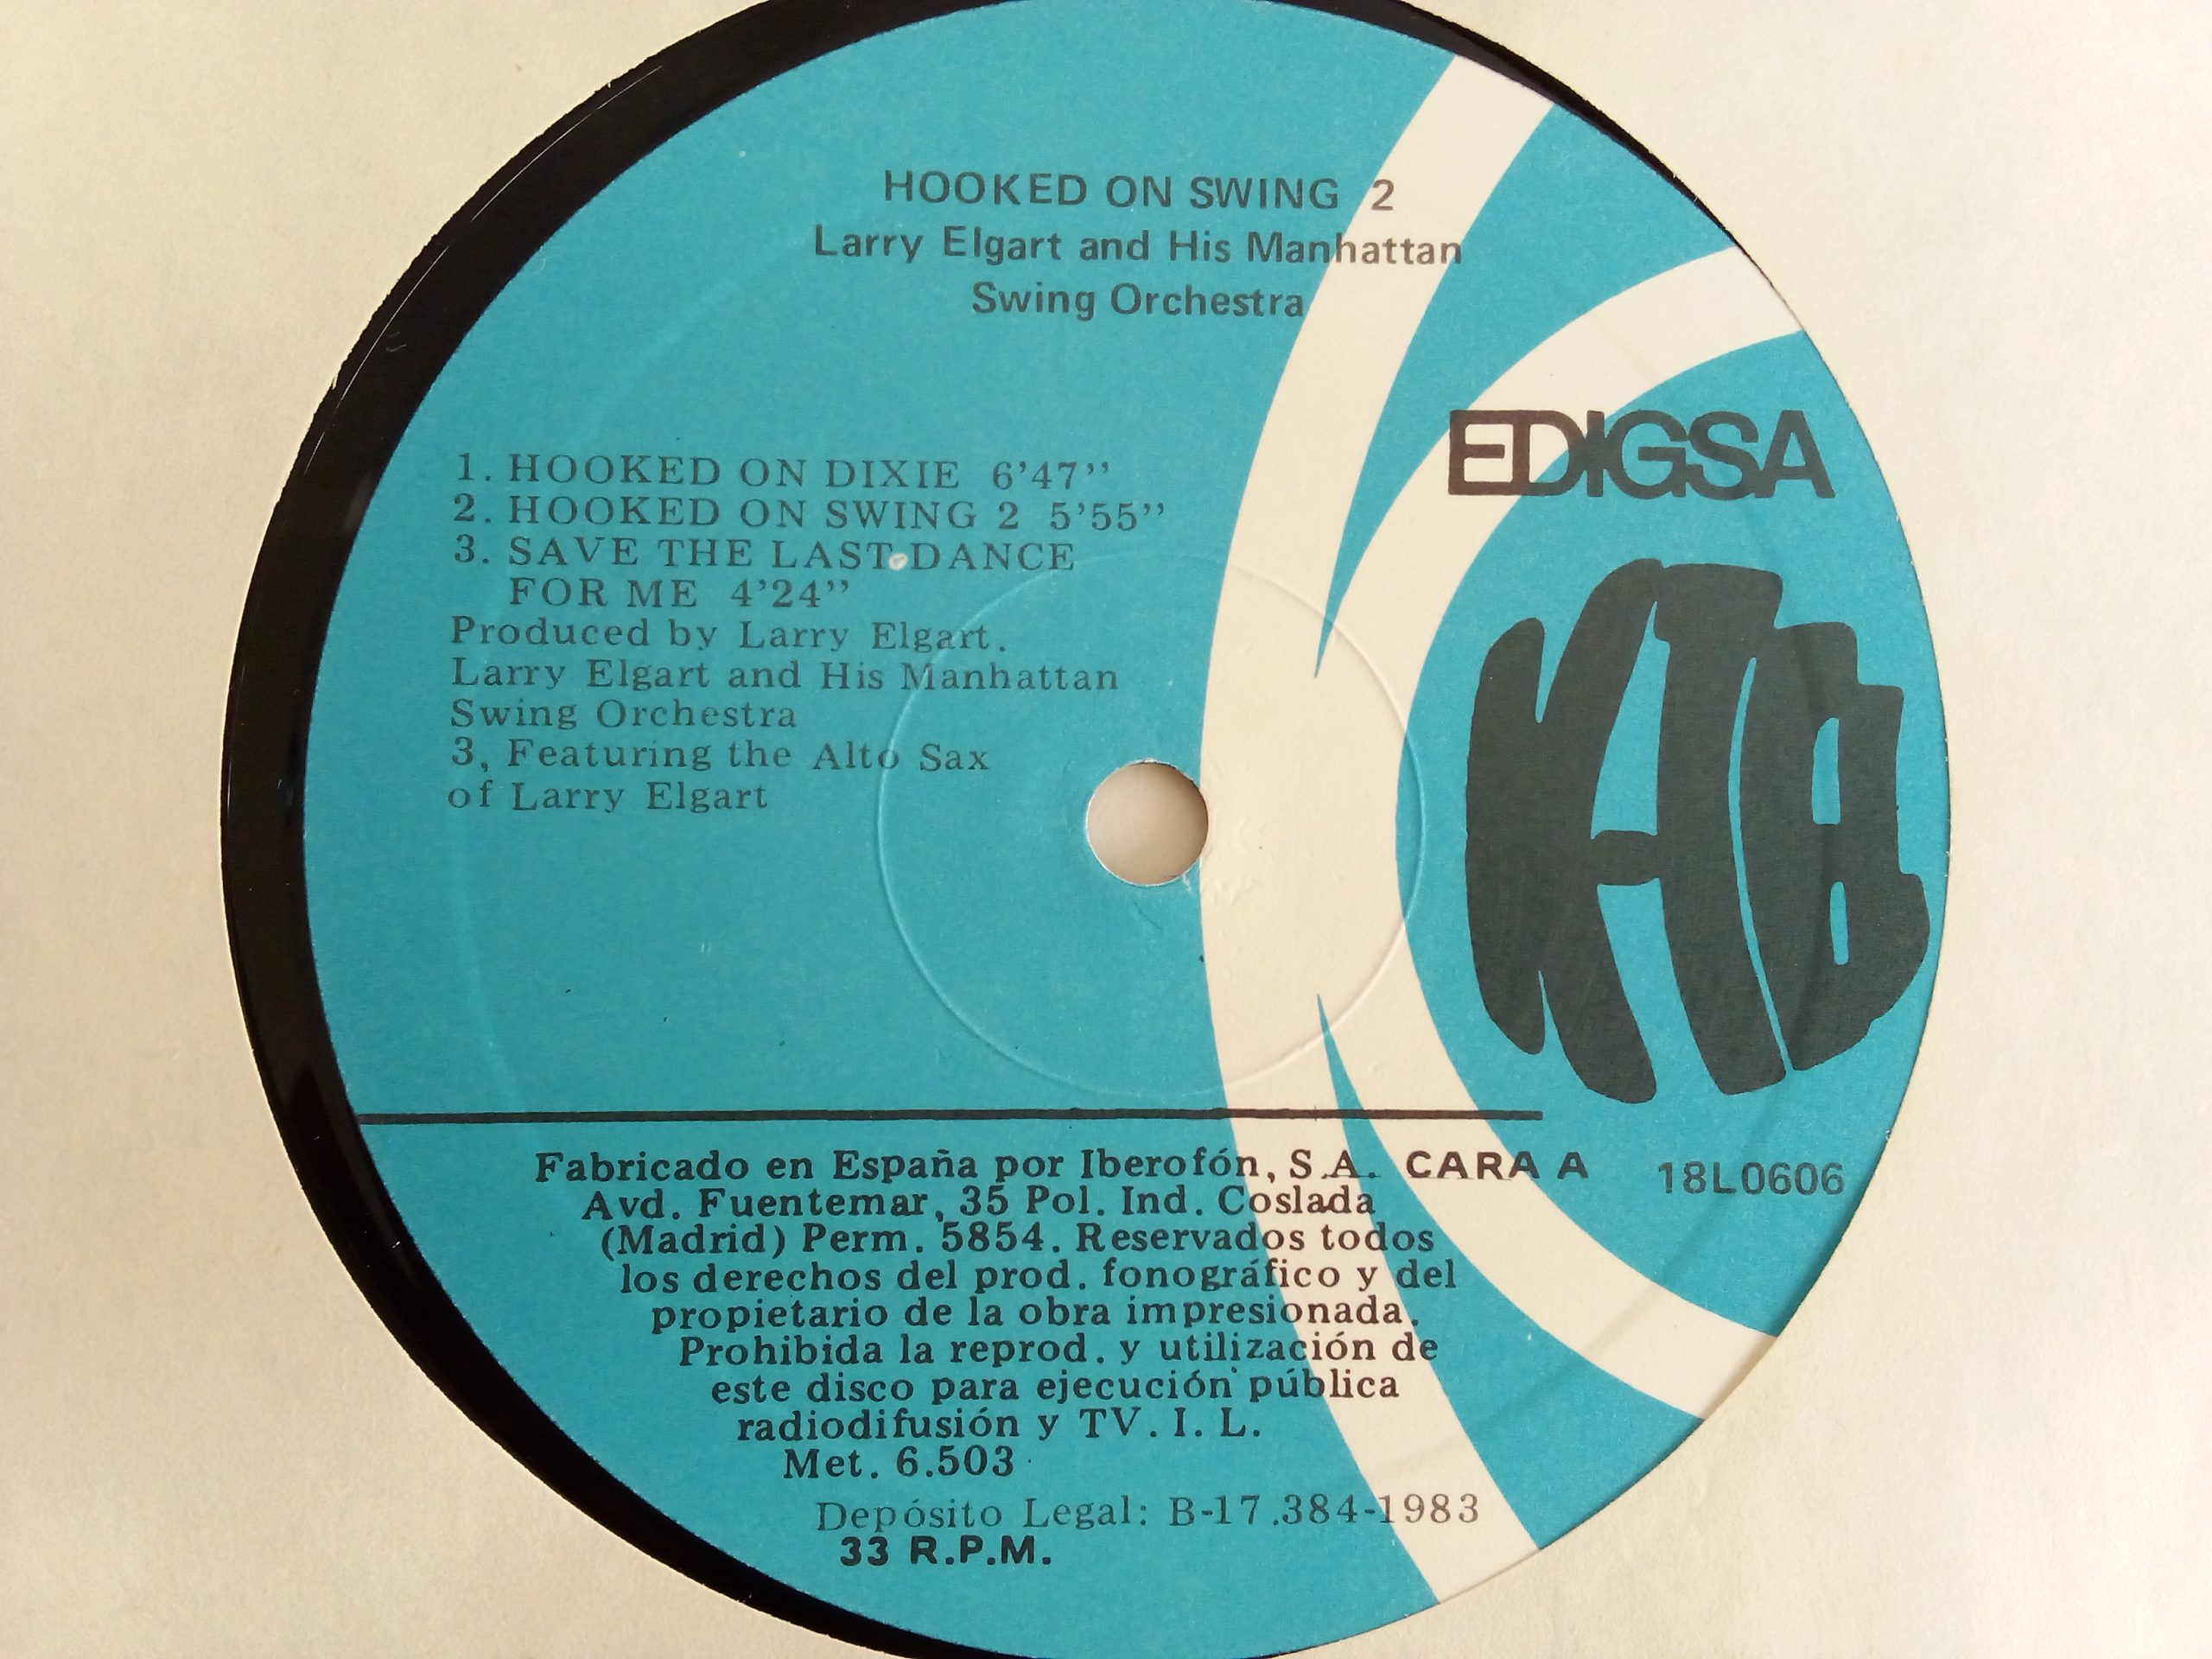 HOOKED ON SWING 2
Larry Elgart and His Manhattan
Swing Orchestra
EDIGSA
KTB
1. HOOKED ON DIXIE 6’47’’
2. HOOKED ON SWING 2 5’55’’
3. SAVE THE LAST DANCE
FOR ME 4’24’’
Produced by Larry Elgart.
Larry Elgart and His Manhattan
Swing Orchestra
3, Featuring the Alto Sax
of Larry Elgart
Fabricado en España por Iberofón, S.A. CARA A 18L0606
Avd. Fuentemar, 35 Pol. Ind. Coslada
(Madrid) Perm. 5854. Reservados todos
los derechos del prod. fonográfico y del
propietario de la obra impresionada.
Prohibida la reprod. y utilización de
este disco para ejecución pública
radiodifusión y TV. I. L.
Met. 6.503
Depósito Legal: B-17.384-1983
33 R.P.M.